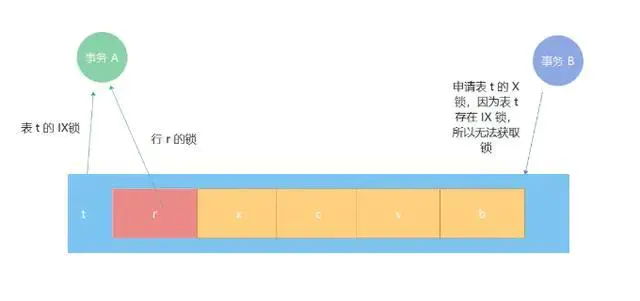 事务 A
事务 B
申请表 t 的 X
锁，因为表 t
存在 IX 锁，
所以无法获取
锁
表 t 的 IX锁
行 r 的锁
t
r
x
c
s
b